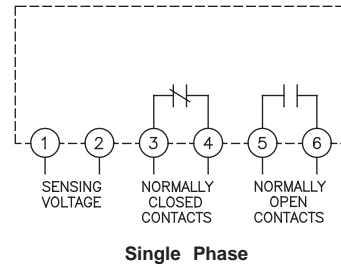 1 2 3 4 5 6
SENSING VOLTAGE
NORMALLY CLOSED CONTACTS
NORMALLY OPEN CONTACTS
Single Phase